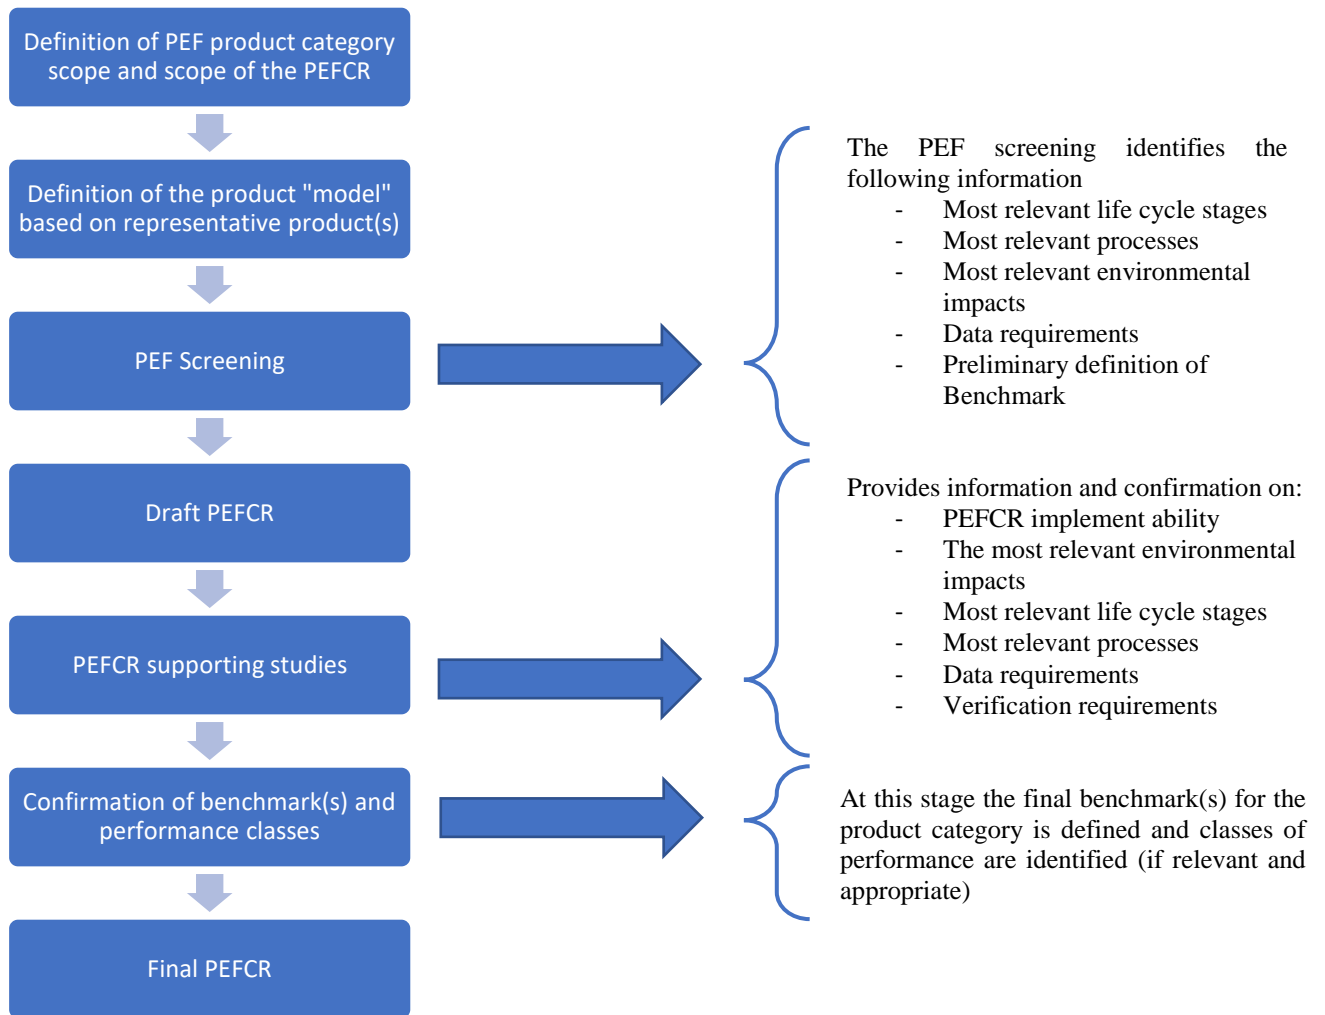 Definition of PEF product category
scope and scope of the PEFCR
Definition of the product "model"
based on representative product(s)
PEF Screening
The PEF screening identifies the
following information
- Most relevant life cycle stages
- Most relevant processes
- Most relevant environmental
impacts
- Data requirements
- Preliminary definition of
Benchmark
Draft PEFCR
PEFCR supporting studies
Provides information and confirmation on:
- PEFCR implement ability
- The most relevant environmental
impacts
- Most relevant life cycle stages
- Most relevant processes
- Data requirements
- Verification requirements
Confirmation of benchmark(s) and
performance classes
At this stage the final benchmark(s) for the
product category is defined and classes of
performance are identified (if relevant and
appropriate)
Final PEFCR